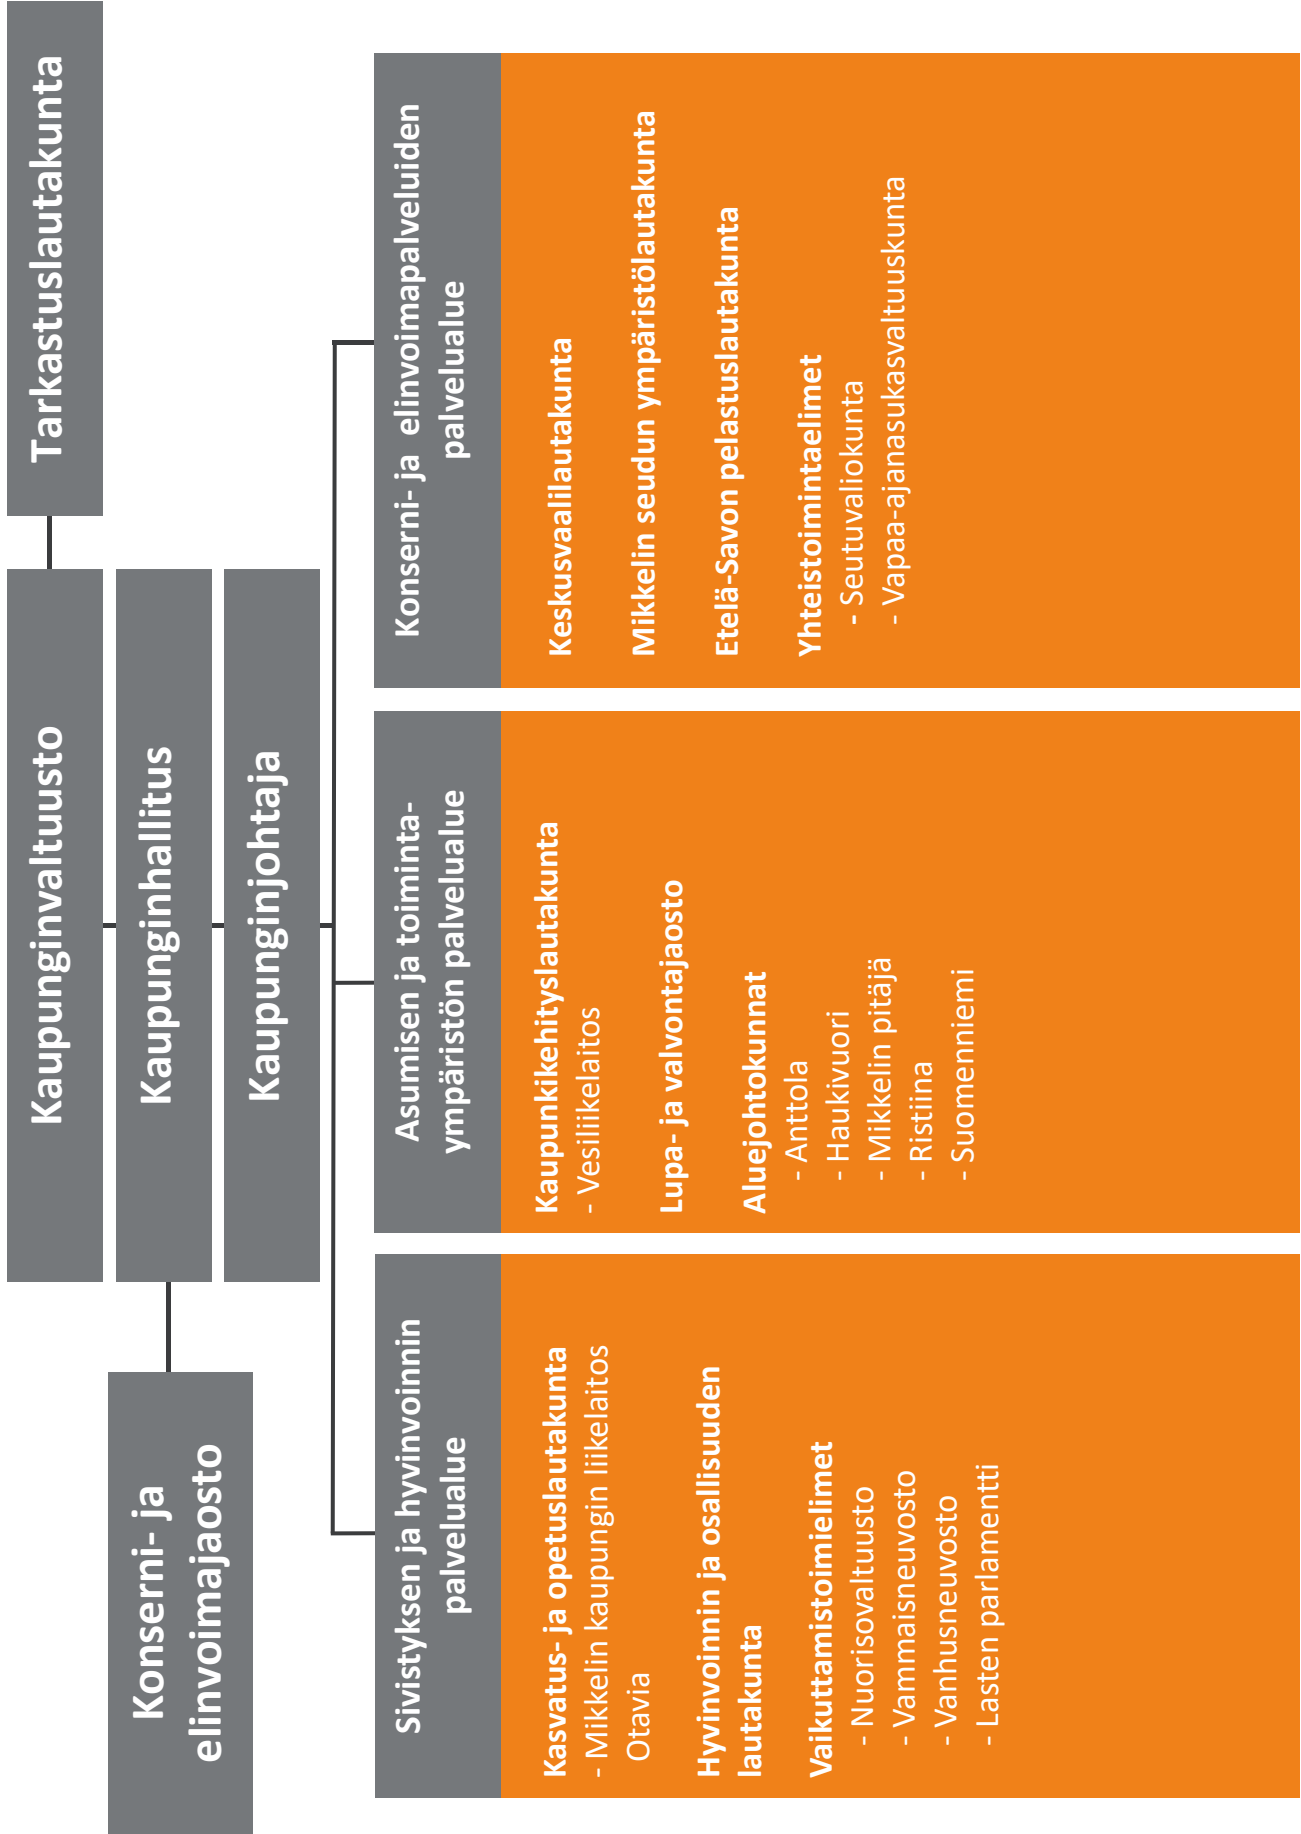 Kaupunginvaltuusto
Tarkastuslautakunta
Konserni- ja
elinvoimajaosto
Kaupunginhallitus
Kaupunginjohtaja
Sivistyksen ja hyvinvoinnin
palvelualue
Kasvatus- ja opetuslautakunta
- Mikkelin kaupungin liikelaitos
Otavia
Hyvinvoinnin ja osallisuuden
lautakunta
Vaikuttamistoimielimet
- Nuorisovaltuusto
- Vammaisneuvosto
- Vanhusneuvosto
- Lasten parlamentti
Asumisen ja toiminta-
ympäristön palvelualue
Kaupunkikehityslautakunta
- Vesiliikelaitos
Lupa- ja valvontajaosto
Aluejohtokunnat
- Anttola
- Haukivuori
- Mikkelin pitäjä
- Ristiina
- Suomenniemi
Konserni- ja elinvoimapalveluiden
palvelualue
Keskusvaalilautakunta
Mikkelin seudun ympäristölautakunta
Etelä-Savon pelastuslautakunta
Yhteistoimintaelimet
- Seutuvaliokunta
- Vapaa-ajanasukasvaltuuskunta